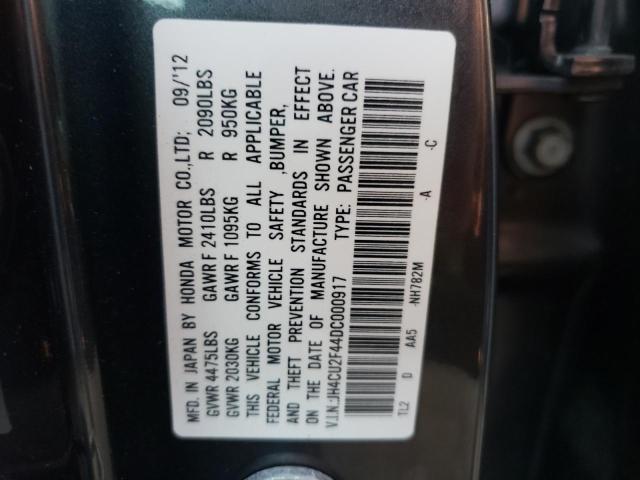 MFD. IN JAPAN BY HONDA MOTOR CO.,LTD; 09/'12
GVWR 4475LBS GAWR F 2410LBS R 2090LBS
GVWR 2030KG GAWR F 1095KG R 950KG
THIS VEHICLE CONFORMS TO ALL APPLICABLE
FEDERAL MOTOR VEHICLE SAFETY ,BUMPER,
AND THEFT PREVENTION STANDARDS IN EFFECT
ON THE DATE OF MANUFACTURE SHOWN ABOVE.
V.I.N.:JH4CU2F44DC000917 TYPE: PASSENGER CAR
TL2 D AA5 -NH782M -A -C